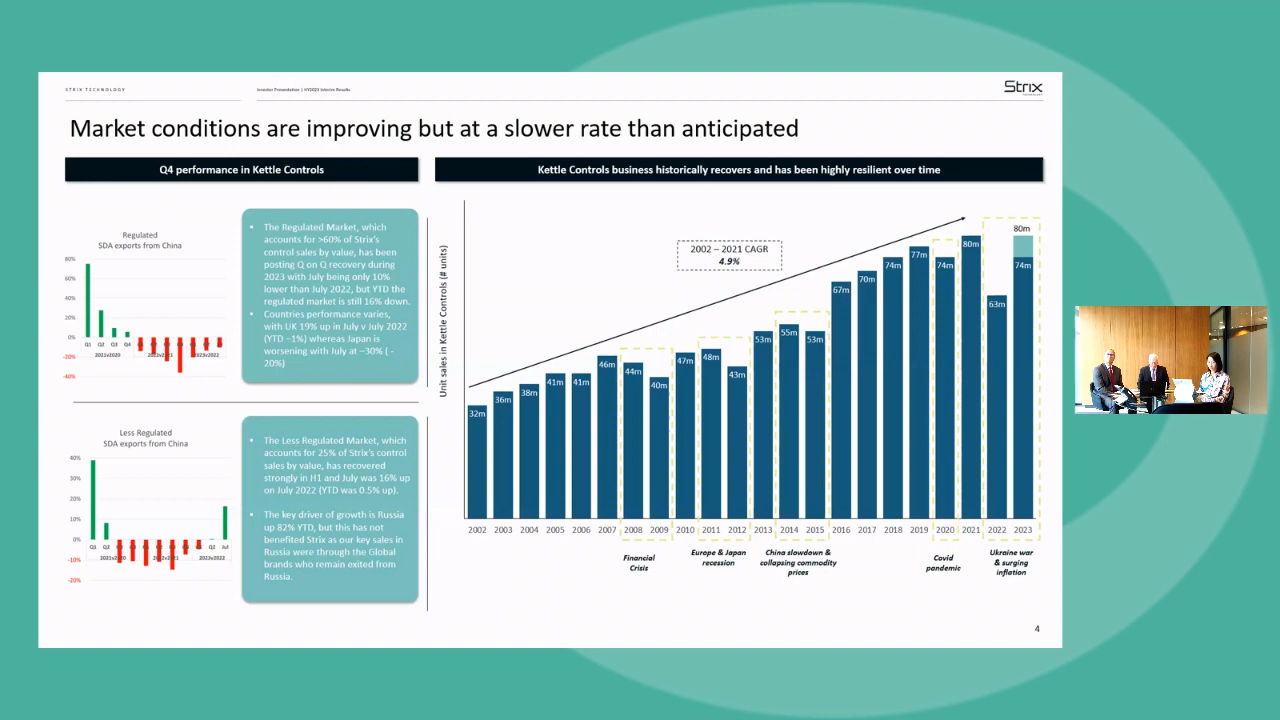 STRIX TECHNOLOGY
Investor Presentation | HY2023 Interim Results
Strix
Market conditions are improving but at a slower rate than anticipated
Q4 performance in Kettle Controls
Kettle Controls business historically recovers and has been highly resilient over time
Regulated
SDA exports from China
80%
60%
40%
20%
0%
-20%
-40%
Q1 Q2 Q3 Q4
2021v2020 2022v2021 2023v2022
• The Regulated Market, which
accounts for >60% of Strix's
control sales by value, has been
posting Q on Q recovery during
2023 with July being only 10%
lower than July 2022, but YTD the
regulated market is still 16% down.
• Countries performance varies,
with UK 19% up in July v July 2022
(YTD –1%) whereas Japan is
worsening with July at –30% ( -
20%)
Less Regulated
SDA exports from China
40%
30%
20%
10%
0%
-10%
-20%
Q1 Q2 Q2 Jul
2021v2020 2022v2021 2023v2022
• The Less Regulated Market, which
accounts for 25% of Strix's control
sales by value, has recovered
strongly in H1 and July was 16% up
on July 2022 (YTD was 0.5% up).
• The key driver of growth is Russia
up 82% YTD, but this has not
benefited Strix as our key sales in
Russia were through the Global
brands who remain exited from
Russia.
Unit sales in Kettle Controls (# units)
2002 – 2021 CAGR
4.9%
32m 36m 38m 41m 41m 46m 44m 40m 47m 48m 43m 53m 55m 53m 67m 70m 74m 77m 74m 80m 63m 80m
74m
2002 2003 2004 2005 2006 2007 2008 2009 2010 2011 2012 2013 2014 2015 2016 2017 2018 2019 2020 2021 2022 2023
Financial
Crisis
Europe & Japan
recession
China slowdown &
collapsing commodity
prices
Covid
pandemic
Ukraine war
& surging
inflation
4